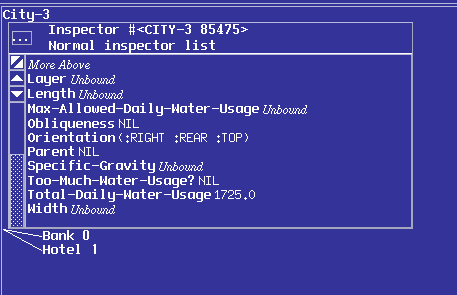 City-3
Inspector #<CITY-3 85475>
...
Normal inspector list
More Above
Layer Unbound
Length Unbound
Max-Allowed-Daily-Water-Usage Unbound
Obliqueness NIL
Orientation (:RIGHT :REAR :TOP)
Parent NIL
Specific-Gravity Unbound
Too-Much-Water-Usage? NIL
Total-Daily-Water-Usage 1725.0
Width Unbound
Bank 0
Hotel 1